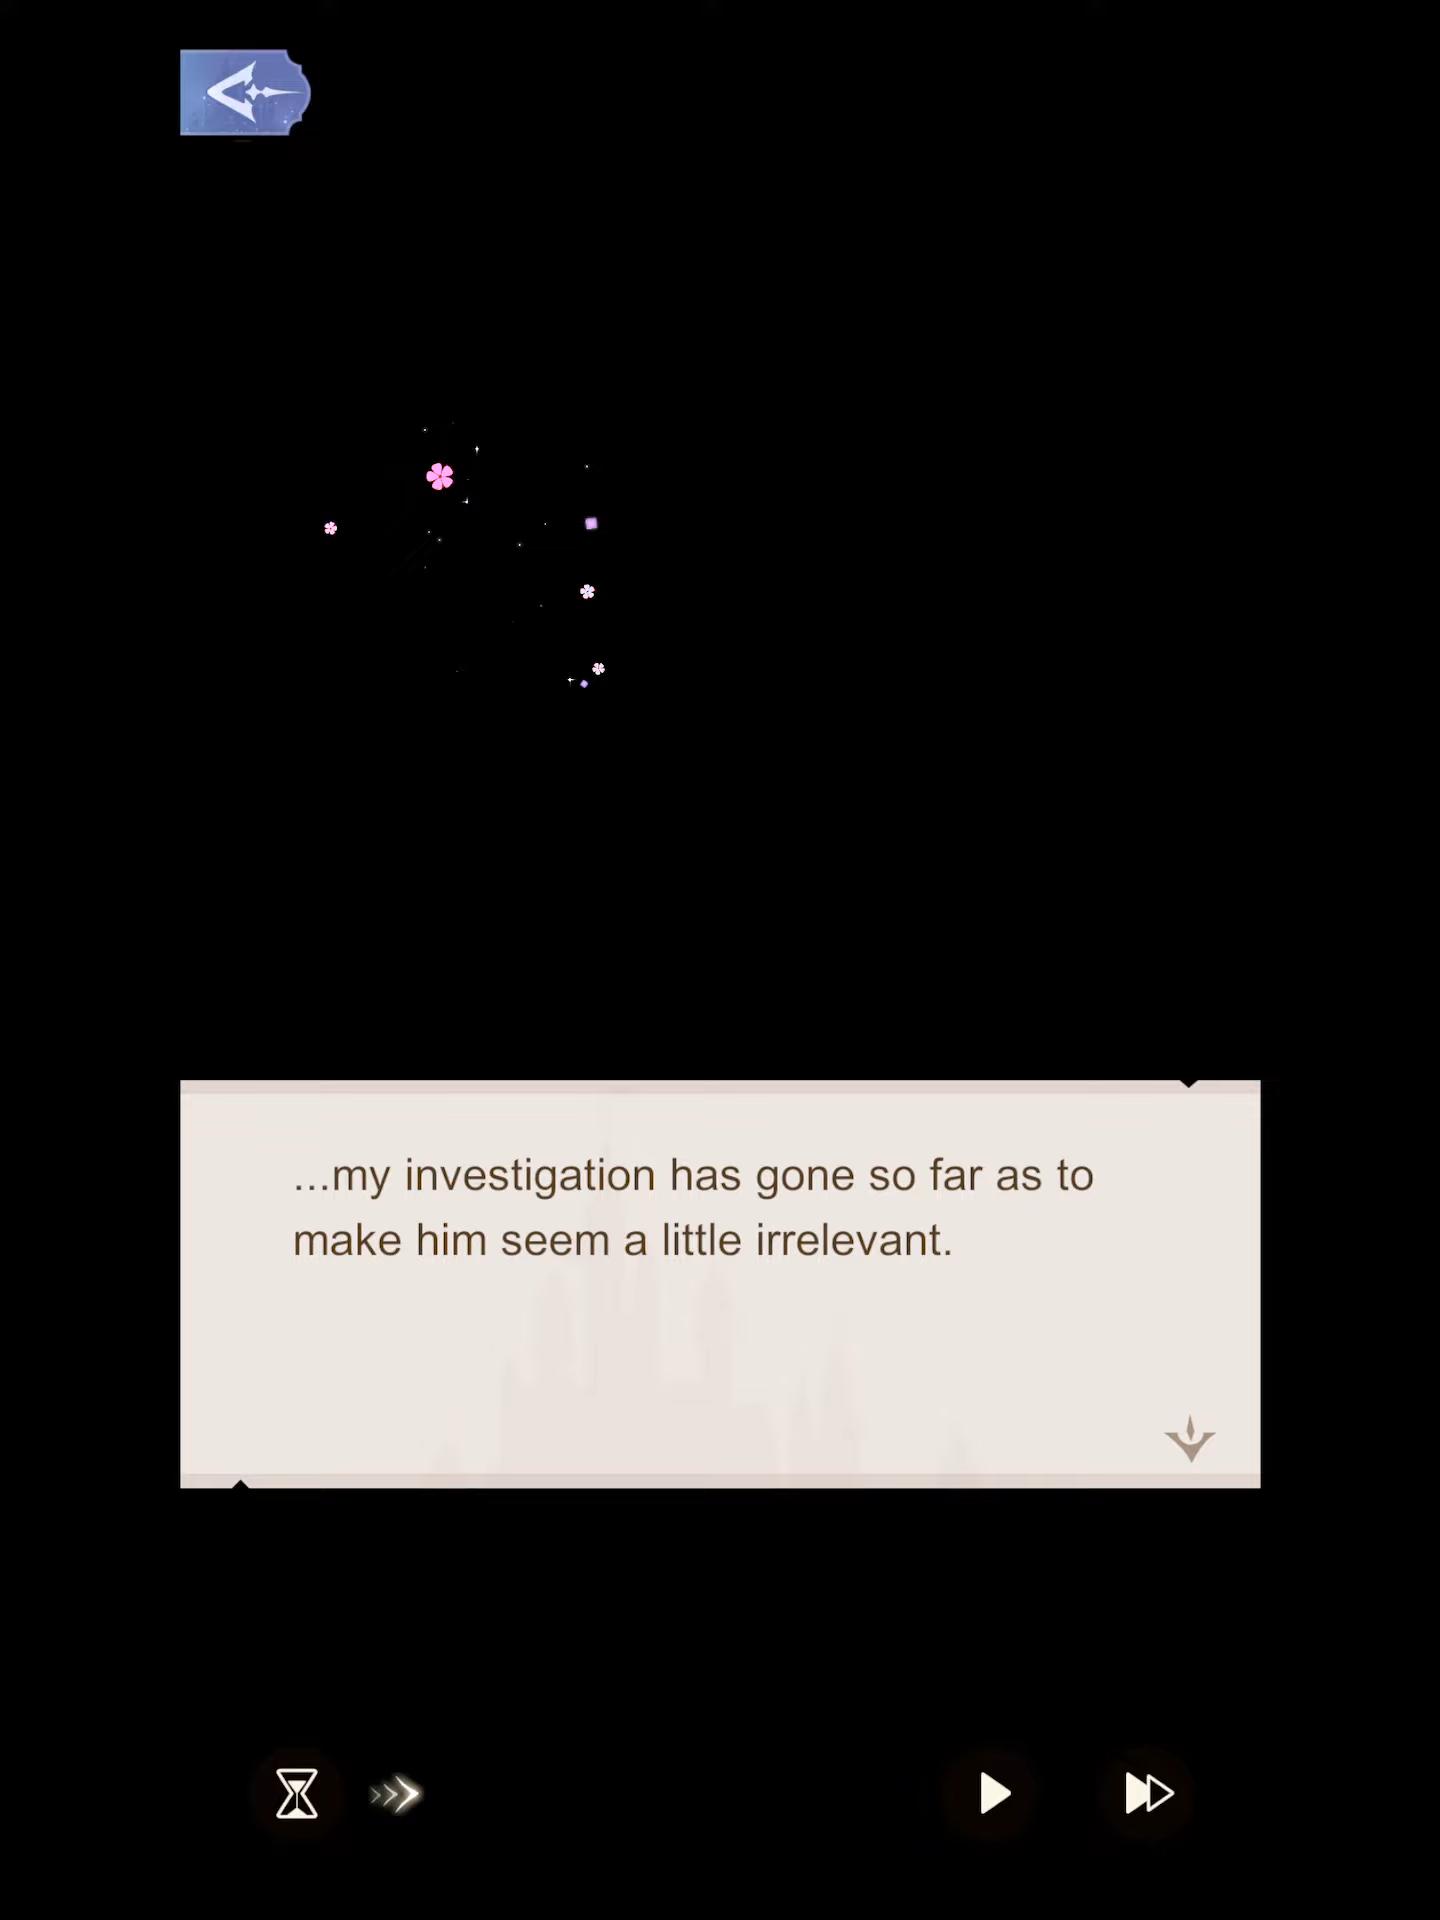 ...my investigation has gone so far as to
make him seem a little irrelevant.